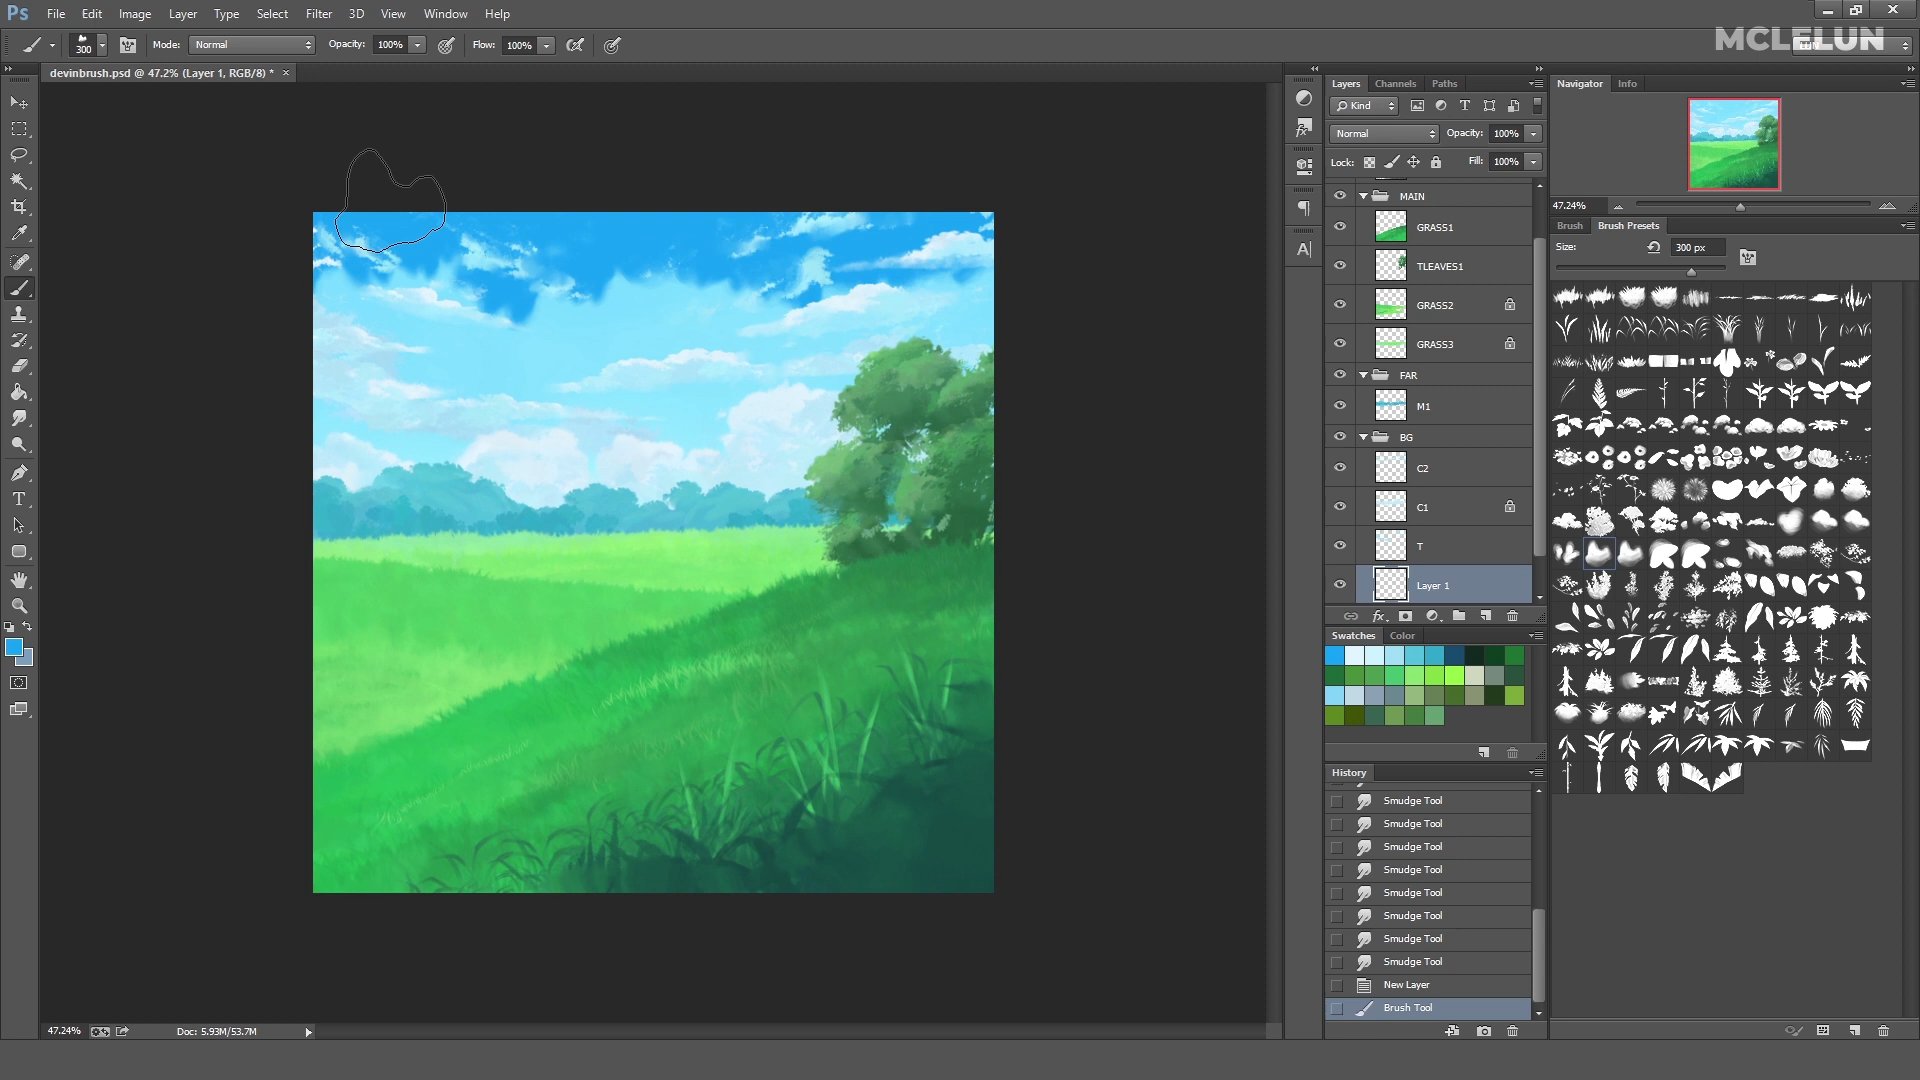 Ps File Edit Image Layer Type Select Filter 3D View Window Help
300 Mode: Normal Opacity: 100% Flow: 100%
MCLELUN
devinbrush.psd @ 47.2% (Layer 1, RGB/8) * ×
Layers Channels Paths
Kind
Normal Opacity: 100%
Lock: Fill: 100%
MAIN
GRASS1
TLEAVES1
GRASS2
GRASS3
FAR
M1
BG
C2
C1
T
Layer 1
fx
Swatches Color
History
Smudge Tool
Smudge Tool
Smudge Tool
Smudge Tool
Smudge Tool
Smudge Tool
Smudge Tool
Smudge Tool
New Layer
Brush Tool
Navigator Info
47.24%
Brush Brush Presets
Size: 300 px
47.24% Doc: 5.93M/53.7M